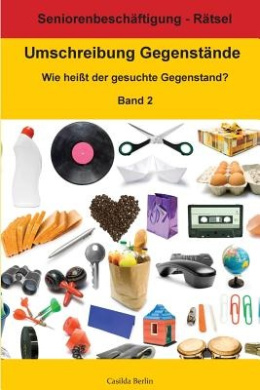 Seniorenbeschäftigung - Rätsel
Umschreibung Gegenstände
Wie heißt der gesuchte Gegenstand?
Band 2
Casilda Berlin